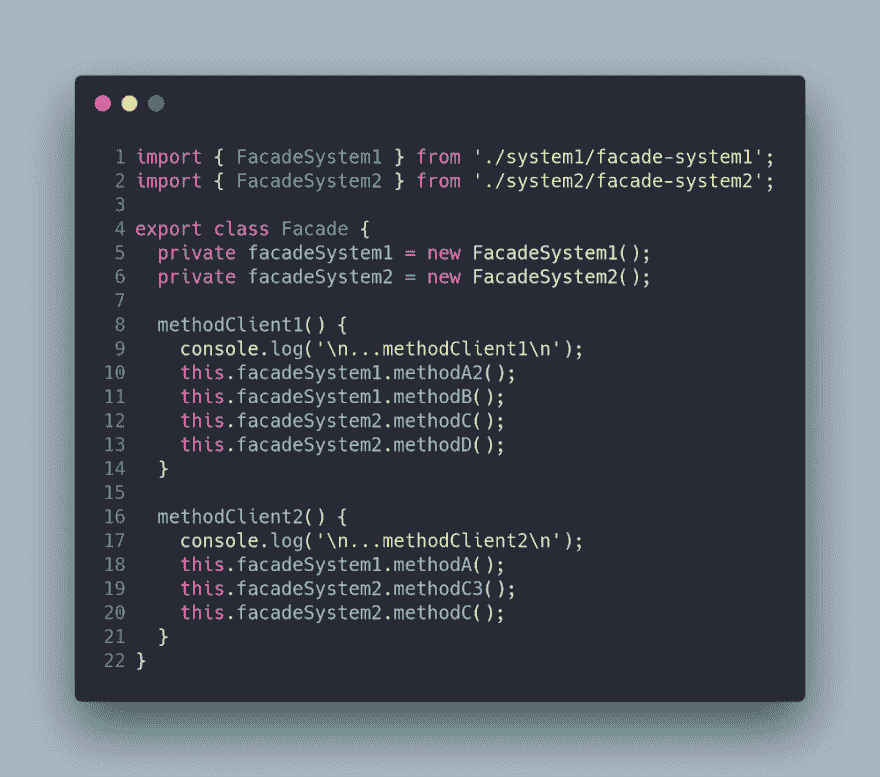 1 import { FacadeSystem1 } from './system1/facade-system1';
2 import { FacadeSystem2 } from './system2/facade-system2';
3
4 export class Facade {
5   private facadeSystem1 = new FacadeSystem1();
6   private facadeSystem2 = new FacadeSystem2();
7
8   methodClient1() {
9     console.log('\n...methodClient1\n');
10     this.facadeSystem1.methodA2();
11     this.facadeSystem1.methodB();
12     this.facadeSystem2.methodC();
13     this.facadeSystem2.methodD();
14   }
15
16   methodClient2() {
17     console.log('\n...methodClient2\n');
18     this.facadeSystem1.methodA();
19     this.facadeSystem2.methodC3();
20     this.facadeSystem2.methodC();
21   }
22 }